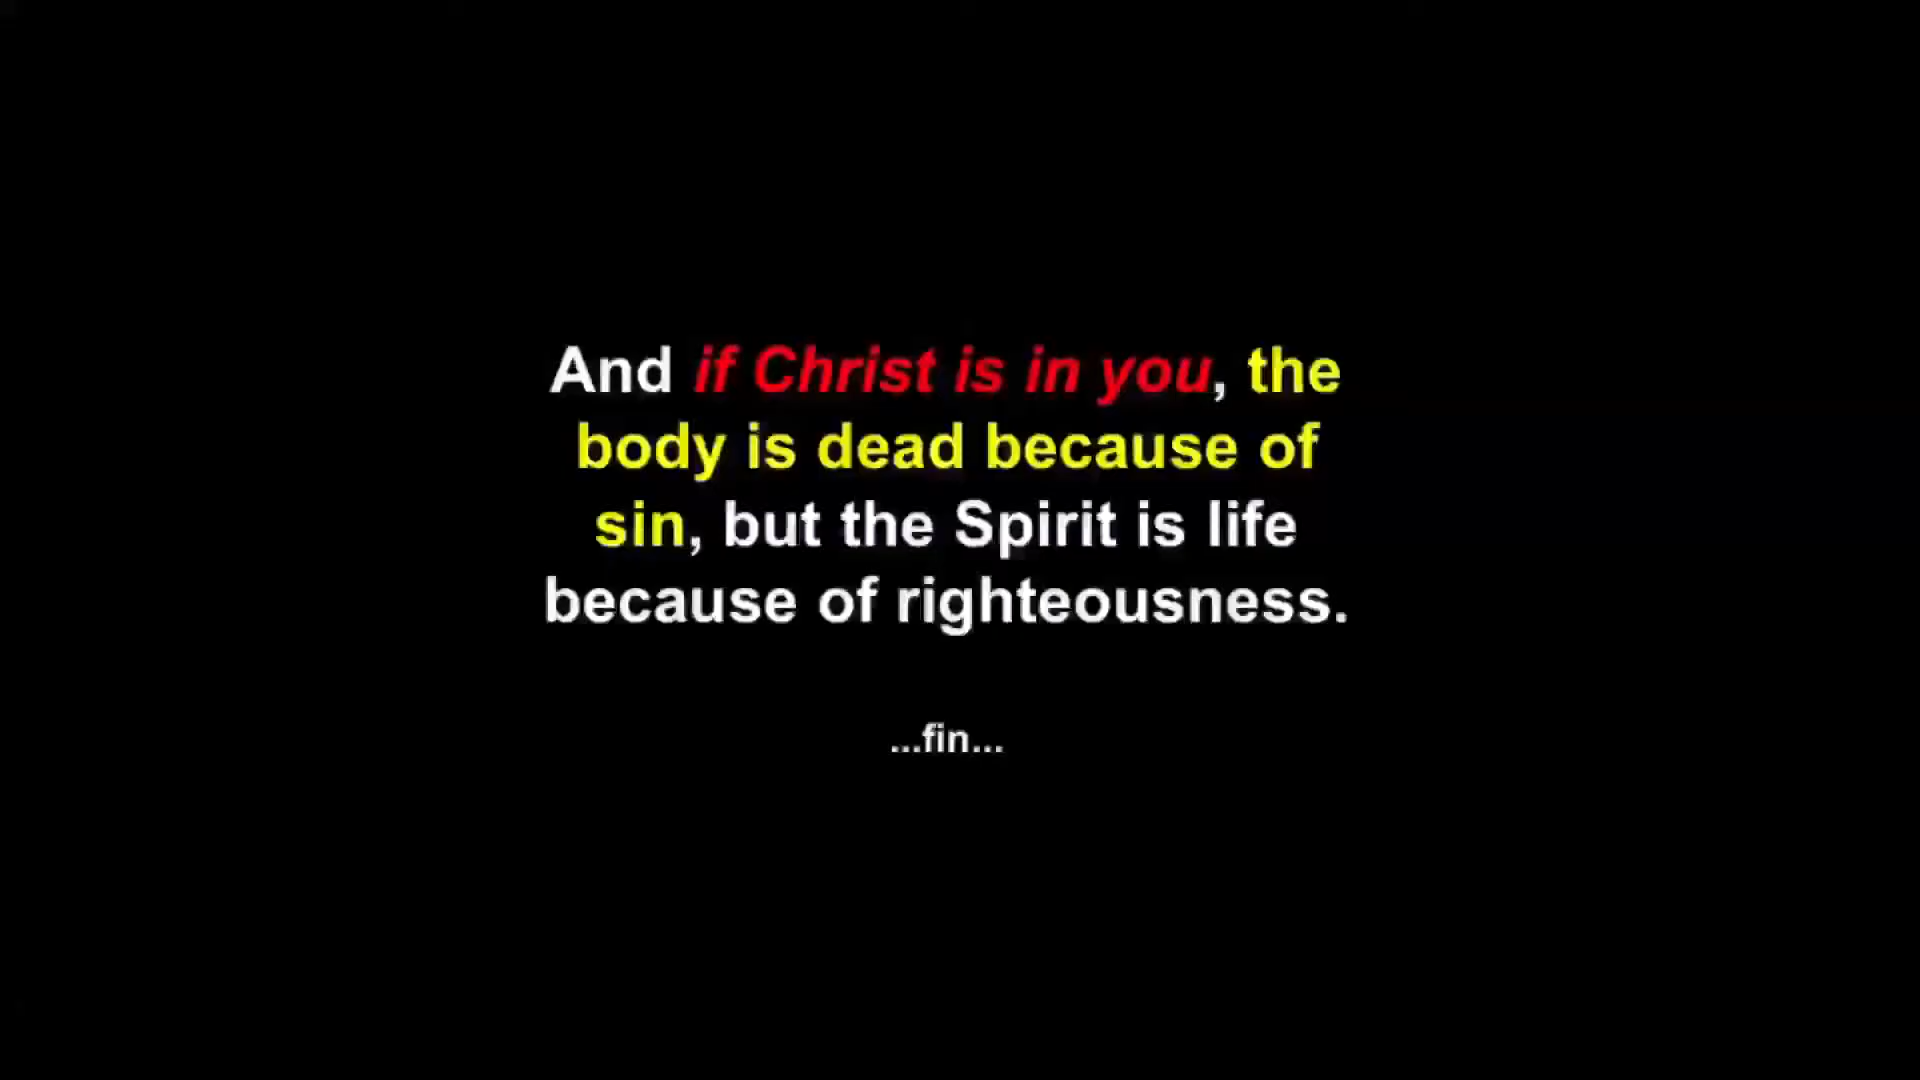 And if Christ is in you, the
body is dead because of
sin, but the Spirit is life
because of righteousness.
...fin...